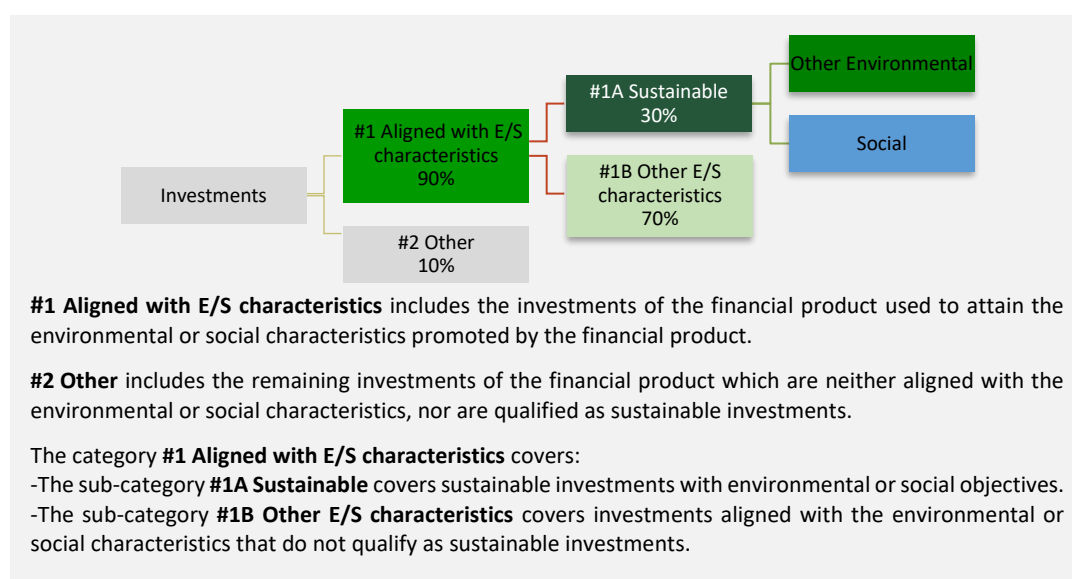 Other Environmental
#1A Sustainable
30%
#1 Aligned with E/S
characteristics
90%
Social
#1B Other E/S
characteristics
70%
Investments
#2 Other
10%
#1 Aligned with E/S characteristics includes the investments of the financial product used to attain the
environmental or social characteristics promoted by the financial product.
#2 Other includes the remaining investments of the financial product which are neither aligned with the
environmental or social characteristics, nor are qualified as sustainable investments.
The category #1 Aligned with E/S characteristics covers:
-The sub-category #1A Sustainable covers sustainable investments with environmental or social objectives.
-The sub-category #1B Other E/S characteristics covers investments aligned with the environmental or
social characteristics that do not qualify as sustainable investments.